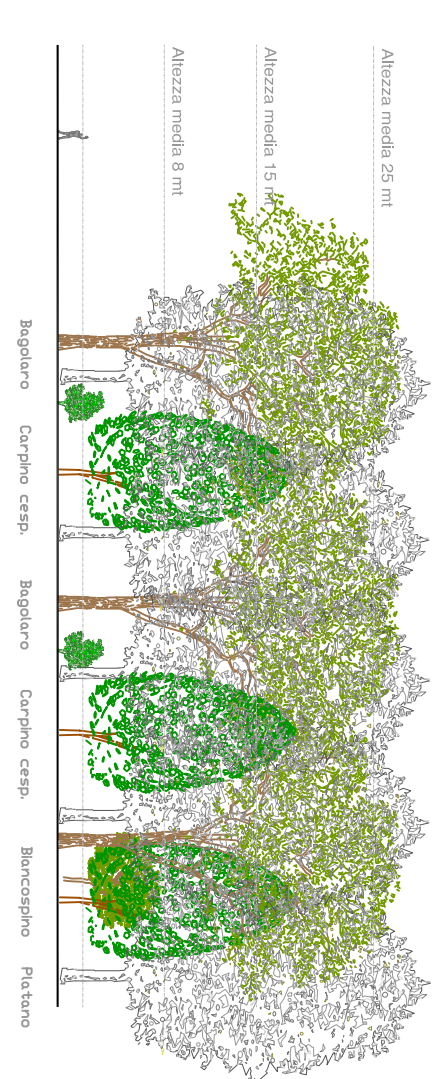 Altezza media 25 mt
Altezza media 15 mt
Altezza media 8 mt
Bagolaro
Carpino cesp.
Bagolaro
Carpino cesp.
Biancospino
Platano